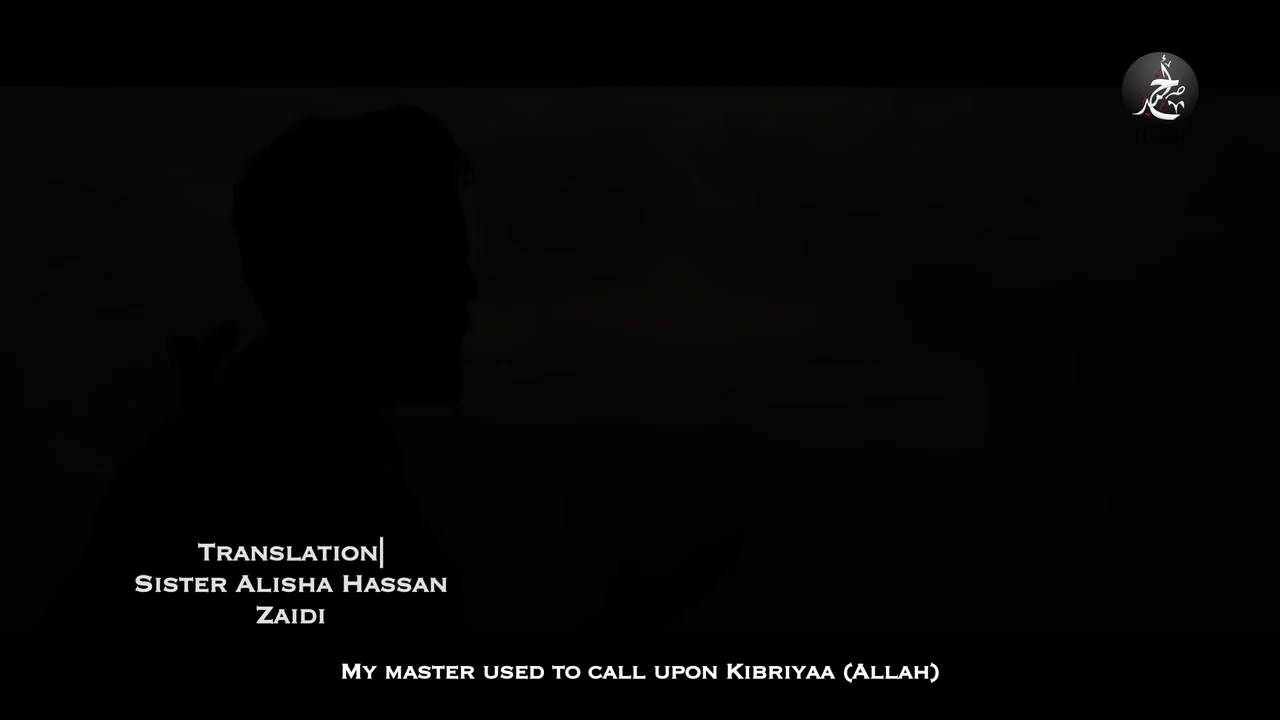 Translation|
Sister Alisha Hassan
Zaidi
My master used to call upon Kibriyaa (Allah)